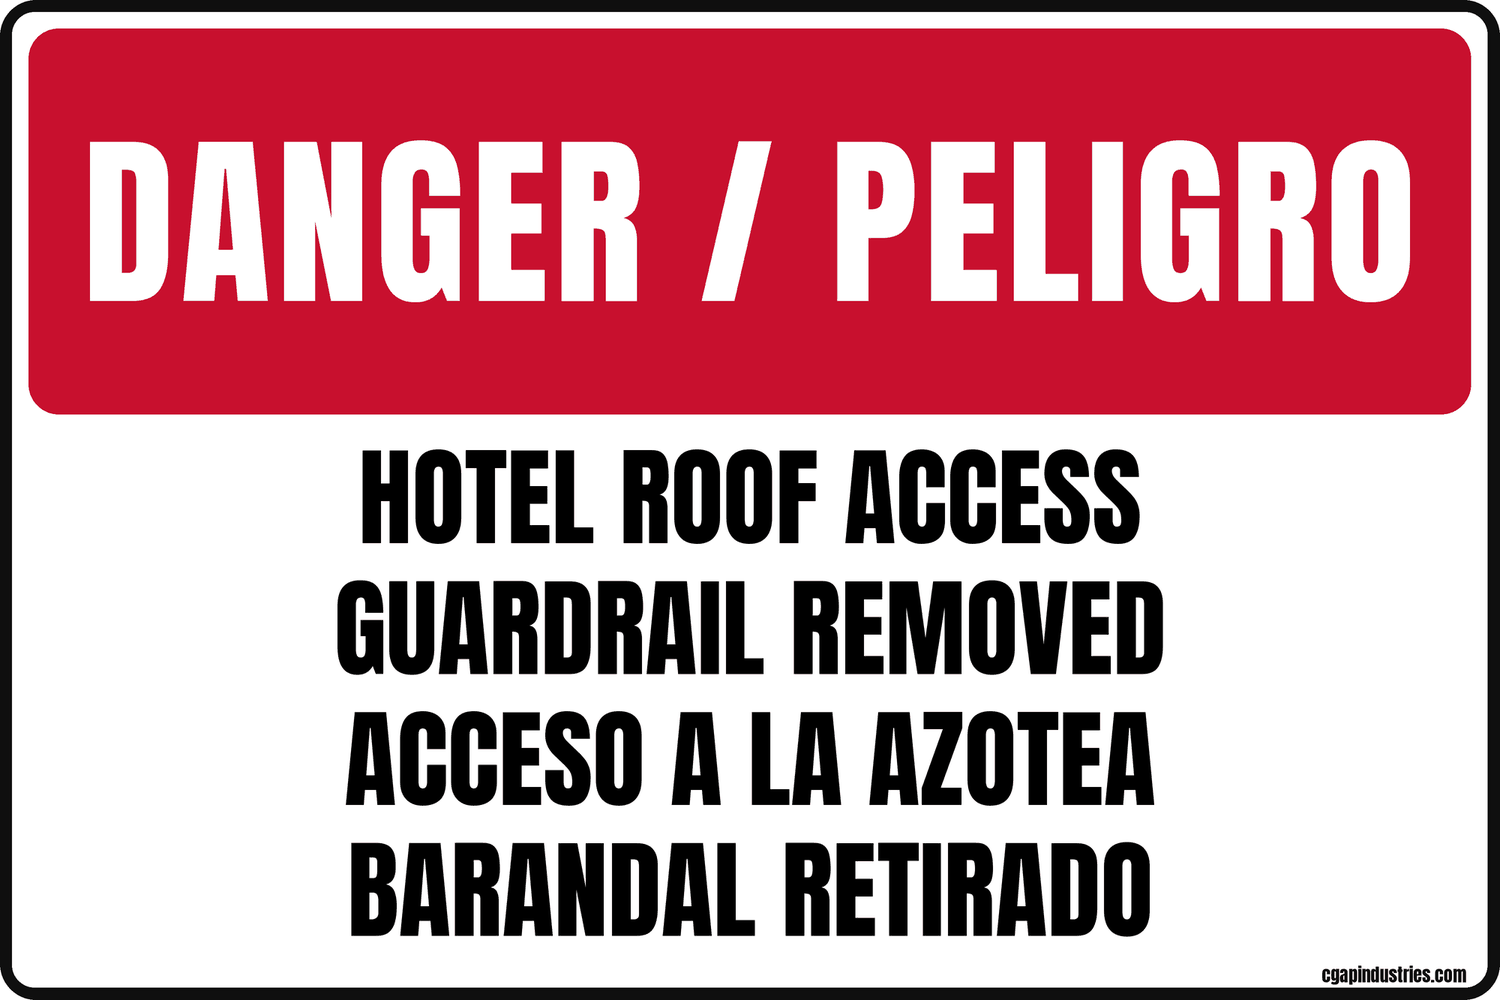 DANGER / PELIGRO
HOTEL ROOF ACCESS
GUARDRAIL REMOVED
ACCESO A LA AZOTEA
BARANDAL RETIRADO
cgapindustries.com